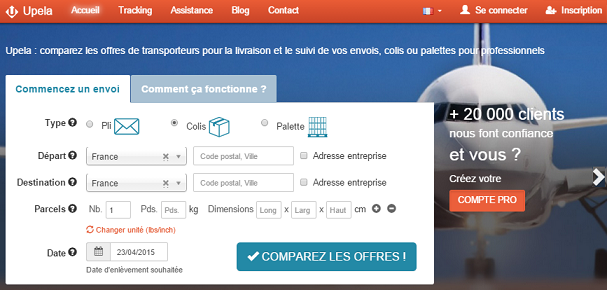 Upela Accueil Tracking Assistance Blog Contact Se connecter Inscription
Upela : comparez les offres de transporteurs pour la livraison et le suivi de vos envois, colis ou palettes pour professionnels
Commencez un envoi Comment ça fonctionne ?
Type ? Pli Colis Palette
Départ ? France × Code postal, Ville Adresse entreprise
Destination ? France × Code postal, Ville Adresse entreprise
Parcels ? Nb. 1 Pds. Pds. kg Dimensions Long x Larg x Haut cm
Changer unité (lbs/inch)
Date ? 23/04/2015
Date d'enlèvement souhaitée
COMPAREZ LES OFFRES !
+ 20 000 clients
nous font confiance
et vous ?
Créez votre
COMPTE PRO